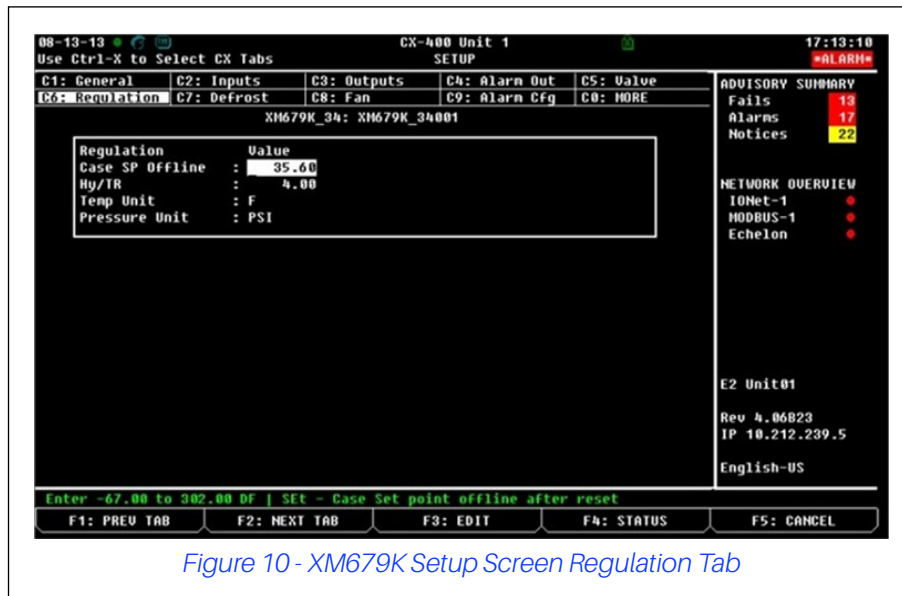 08-13-13 CX-400 Unit 1 17:13:10
Use Ctrl-X to Select CX Tabs SETUP *ALARM*
C1: General C2: Inputs C3: Outputs C4: Alarm Out C5: Valve
C6: Regulation C7: Defrost C8: Fan C9: Alarm Cfg C0: MORE
XM679K_34: XM679K_34001
Regulation Value
Case SP Offline : 35.60
Hy/TR : 4.00
Temp Unit : F
Pressure Unit : PSI
ADVISORY SUMMARY
Fails 13
Alarms 17
Notices 22
NETWORK OVERVIEW
IONet-1
MODBUS-1
Echelon
E2 Unit01
Rev 4.06B23
IP 10.212.239.5
English-US
Enter -67.00 to 302.00 DF | SEt - Case Set point offline after reset
F1: PREV TAB F2: NEXT TAB F3: EDIT F4: STATUS F5: CANCEL
Figure 10 - XM679K Setup Screen Regulation Tab